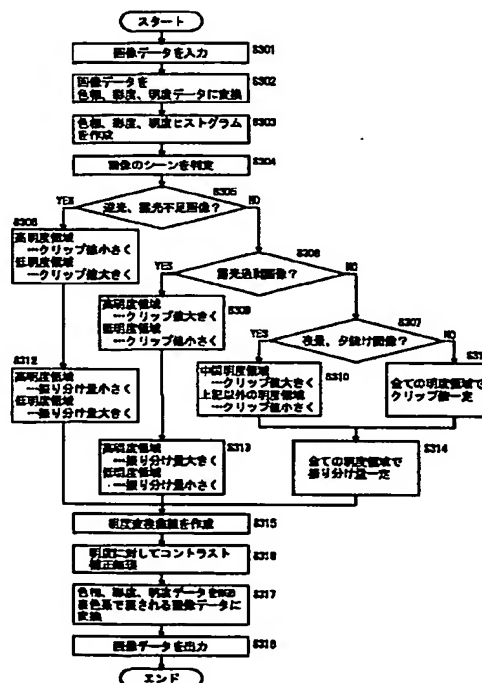 スタート
画像データを入力
S301
画像データを
色相、彩度、明度データに変換
S302
色相、彩度、明度ヒストグラム
を作成
S303
画像のシーンを判定
S304
逆光、露光不足画像?
S305
YES
NO
S308
高明度領域
―クリップ値小さく
低明度領域
―クリップ値大きく
露光過剰画像?
S306
YES
NO
高明度領域
―クリップ値大きく
低明度領域
―クリップ値小さく
S309
夜景、夕焼け画像?
S307
YES
NO
中間明度領域
―クリップ値大きく
上記以外の明度領域
―クリップ値小さく
S310
全ての明度領域で
クリップ値一定
S312
高明度領域
―振り分け量小さく
低明度領域
―振り分け量大きく
高明度領域
―振り分け量大きく
低明度領域
―振り分け量小さく
S313
全ての明度領域で
振り分け量一定
S314
明度変換曲線を作成
S315
明度に対してコントラスト
補正処理
S316
色相、彩度、明度データをRGB
表色系で表される画像データに
変換
S317
画像データを出力
S318
エンド